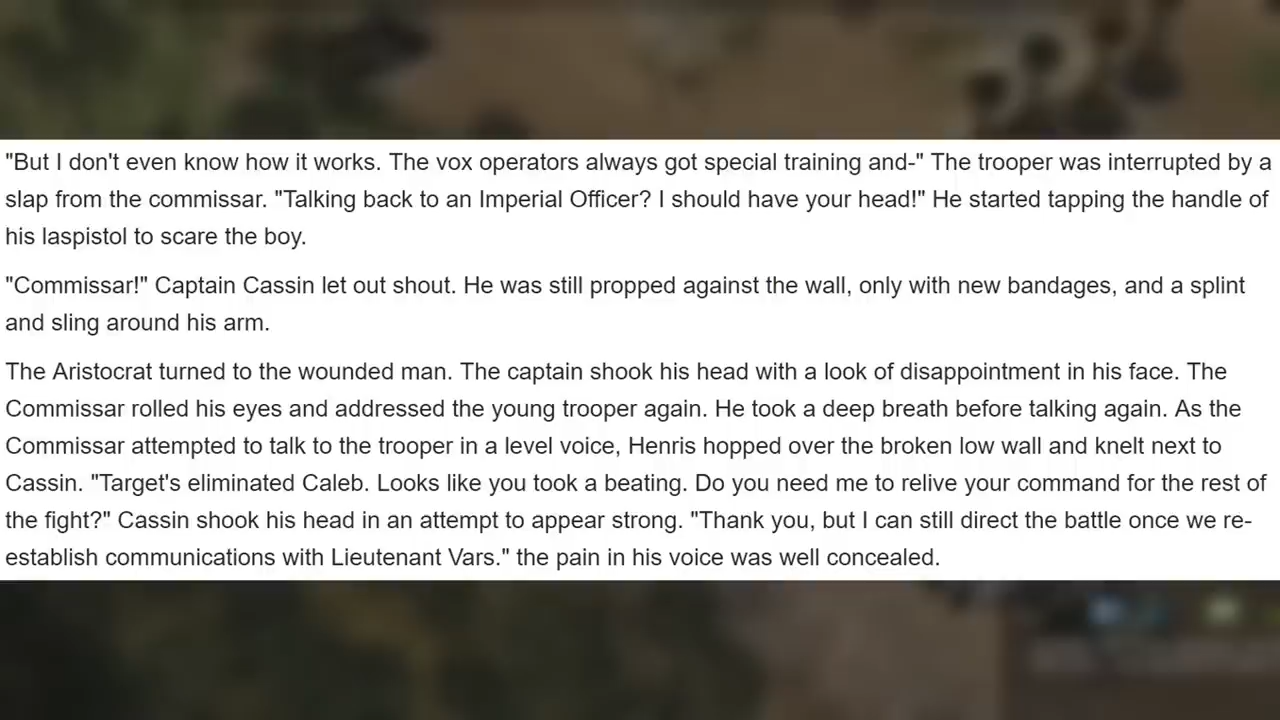 "But I don't even know how it works. The vox operators always got special training and-" The trooper was interrupted by a
slap from the commissar. "Talking back to an Imperial Officer? I should have your head!" He started tapping the handle of
his laspistol to scare the boy.
"Commissar!" Captain Cassin let out shout. He was still propped against the wall, only with new bandages, and a splint
and sling around his arm.
The Aristocrat turned to the wounded man. The captain shook his head with a look of disappointment in his face. The
Commissar rolled his eyes and addressed the young trooper again. He took a deep breath before talking again. As the
Commissar attempted to talk to the trooper in a level voice, Henris hopped over the broken low wall and knelt next to
Cassin. "Target's eliminated Caleb. Looks like you took a beating. Do you need me to relive your command for the rest of
the fight?" Cassin shook his head in an attempt to appear strong. "Thank you, but I can still direct the battle once we re-
establish communications with Lieutenant Vars." the pain in his voice was well concealed.